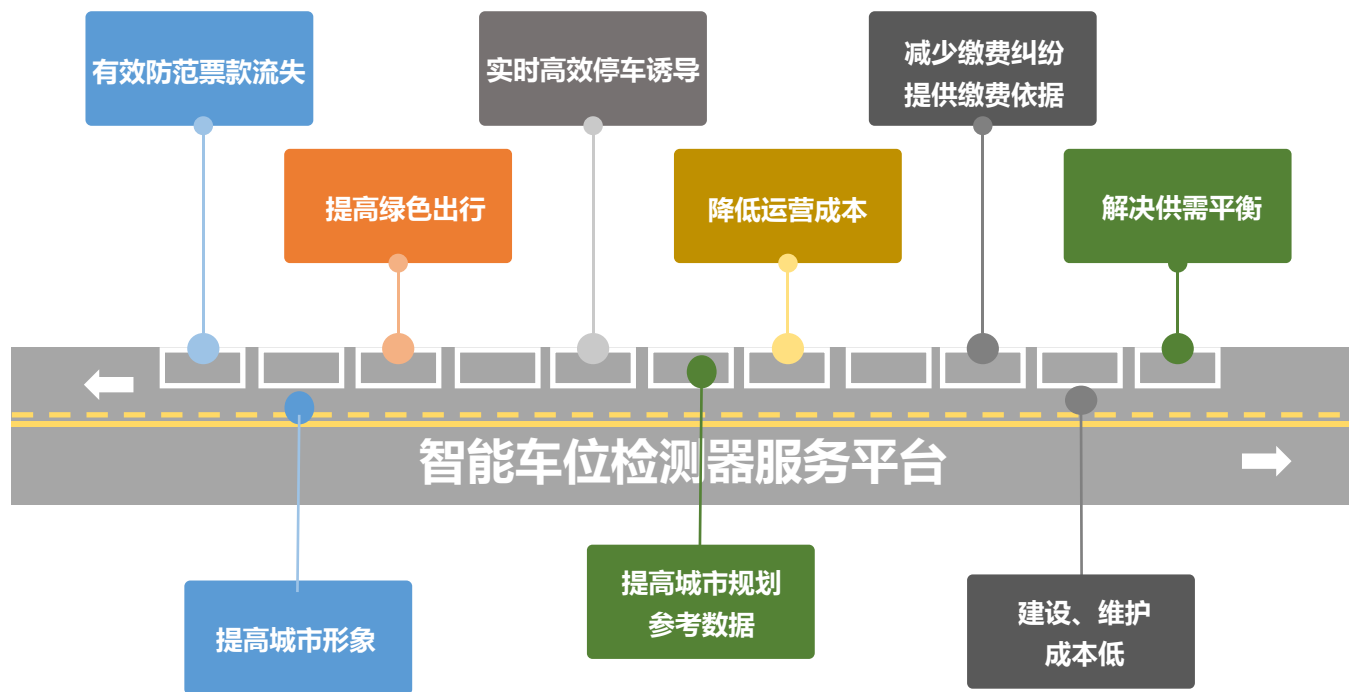 有效防范票款流失
实时高效停车诱导
减少缴费纠纷
提供缴费依据
提高绿色出行
降低运营成本
解决供需平衡
智能车位检测器服务平台
提高城市形象
提高城市规划
参考数据
建设、维护
成本低